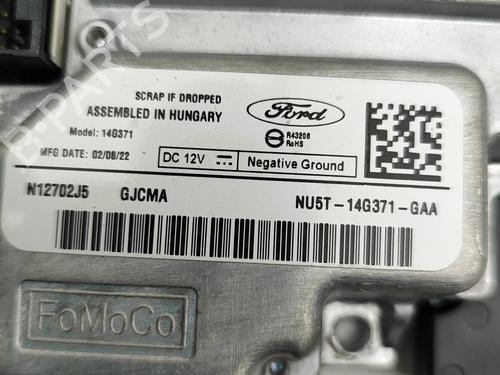 SCRAP IF DROPPED
ASSEMBLED IN HUNGARY
Ford
Model: 14G371
R43208
RoHS
MFG DATE: 02/08/22
DC 12V
Negative Ground
N12702J5 GJCMA NU5T-14G371-GAA
FoMoCo
B-PARTS